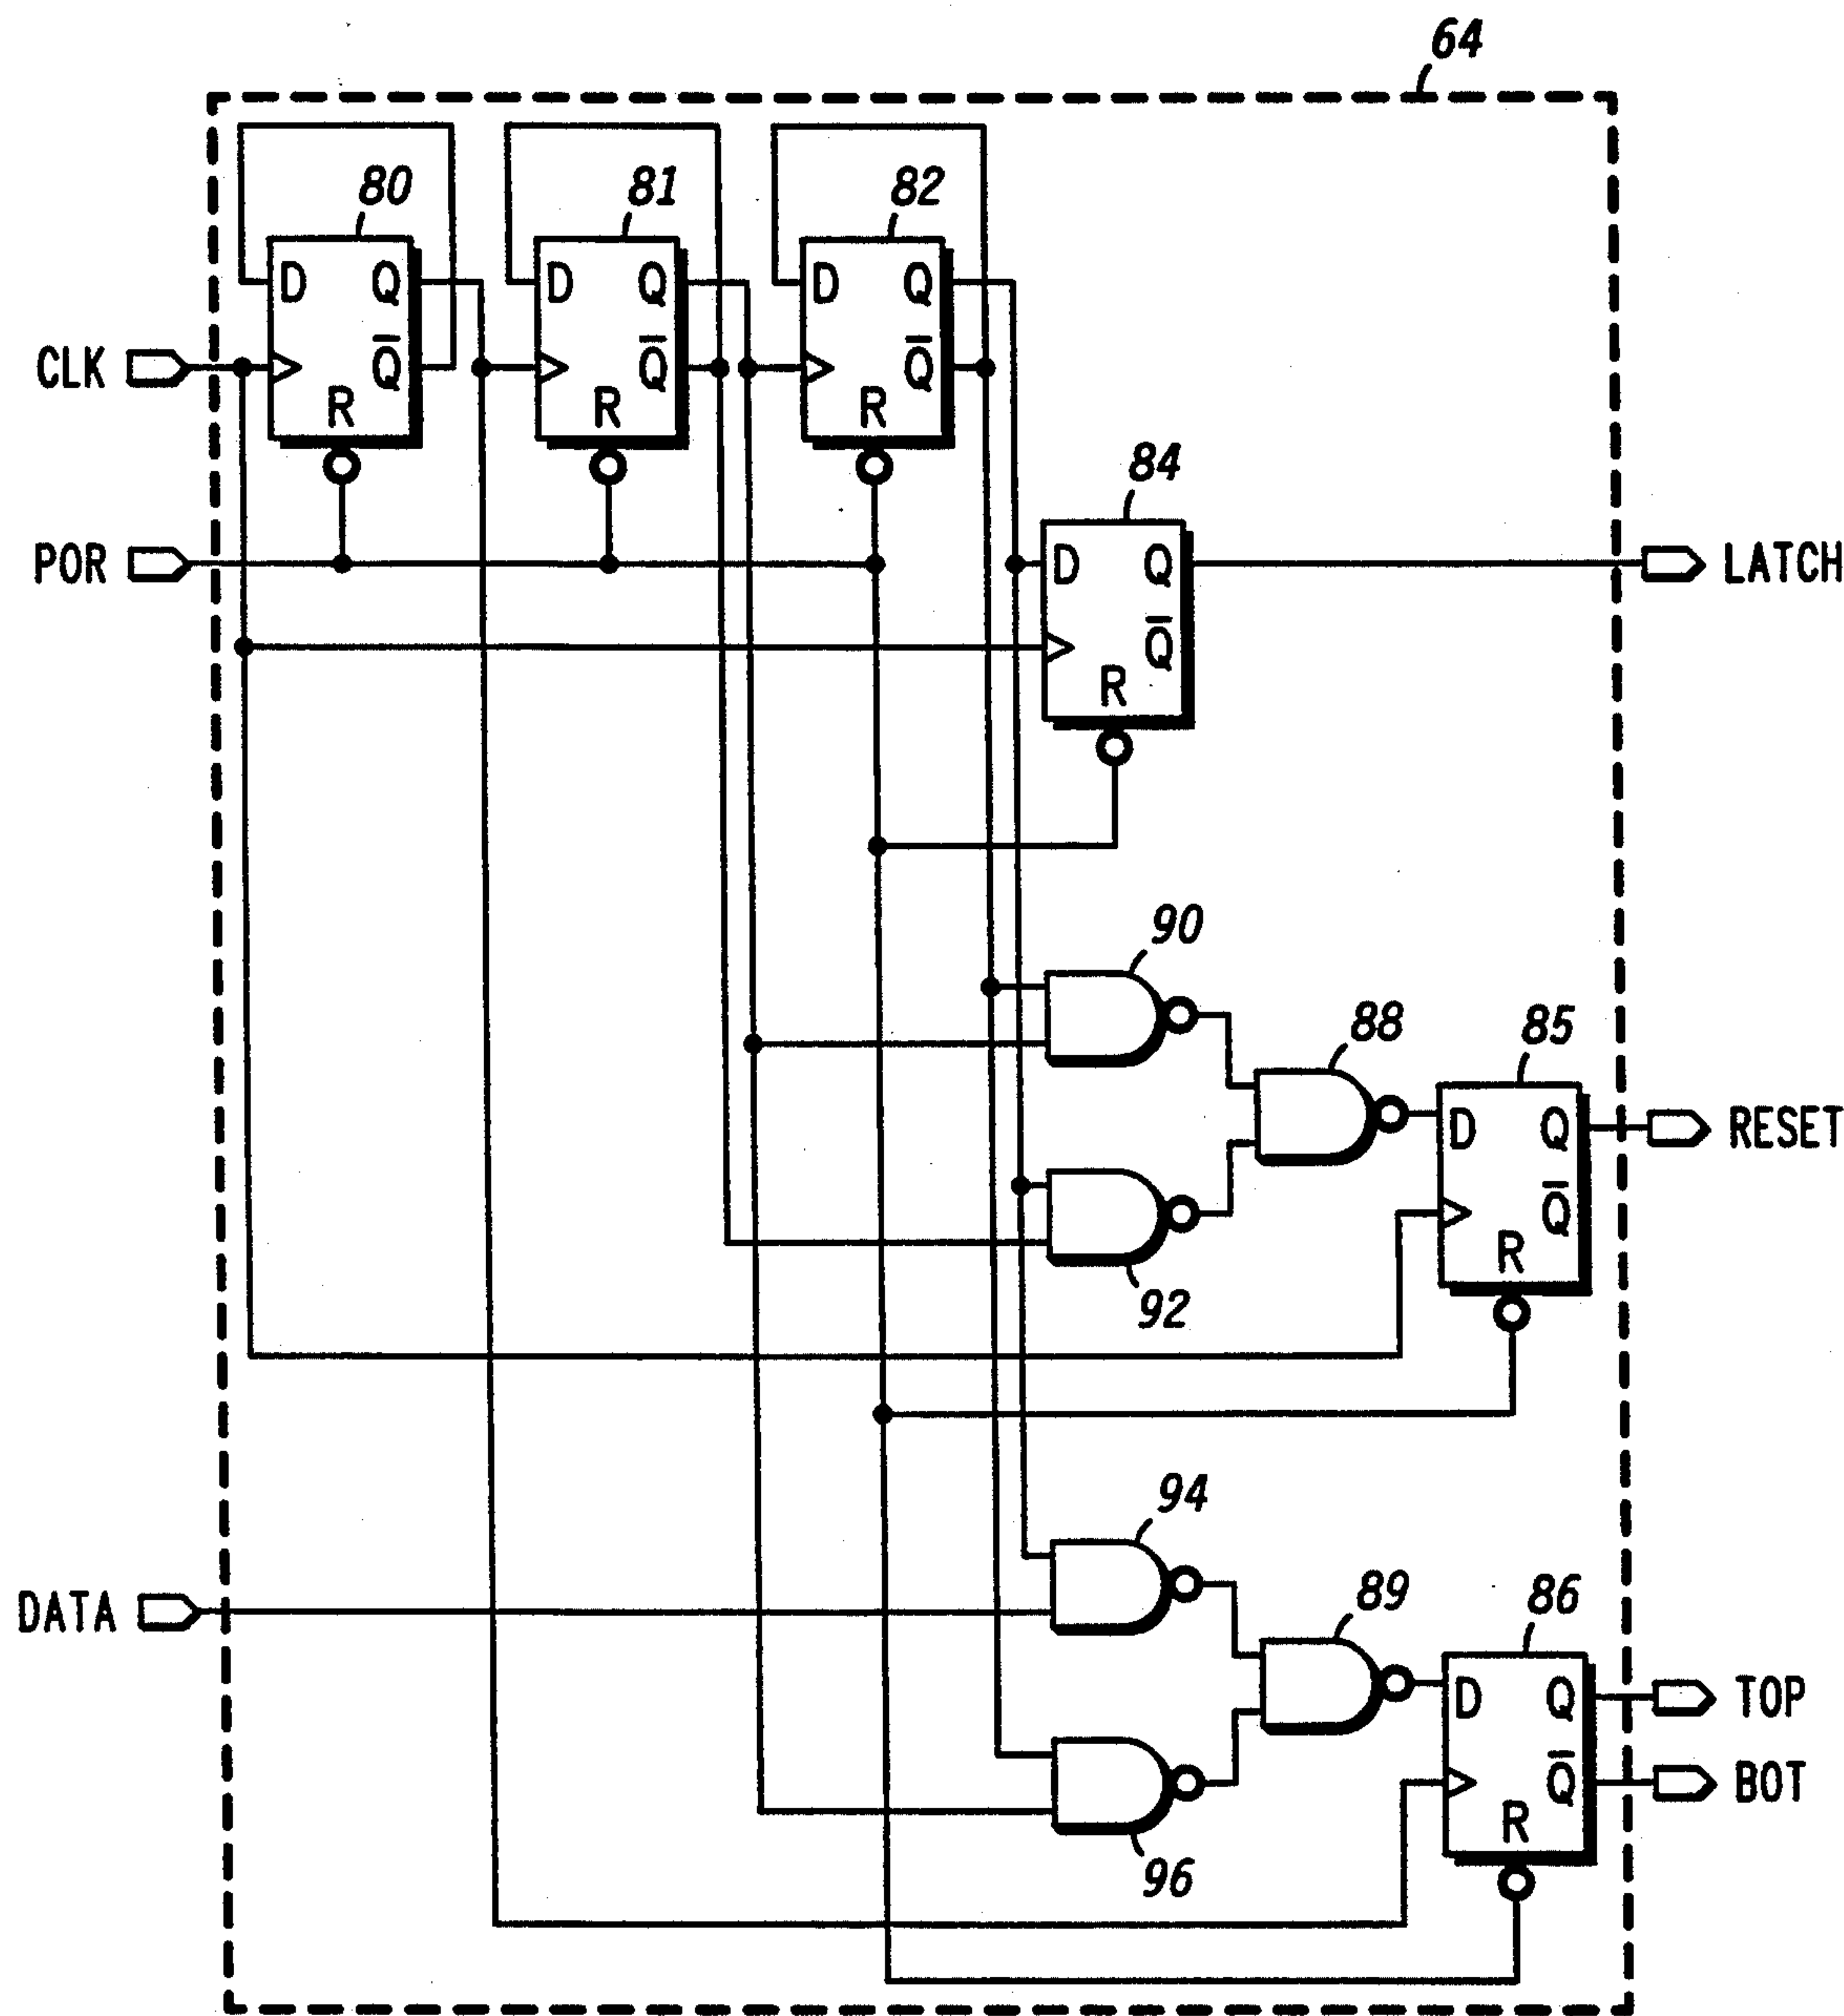 64
80 81 82
D Q D Q D Q
CLK Q̅ Q̅ Q̅
R R R
84
POR D Q LATCH
Q̅
R
90
88 85
D Q RESET
Q̅
R
92
94
89 86
DATA
D Q TOP
Q̅ BOT
R
96